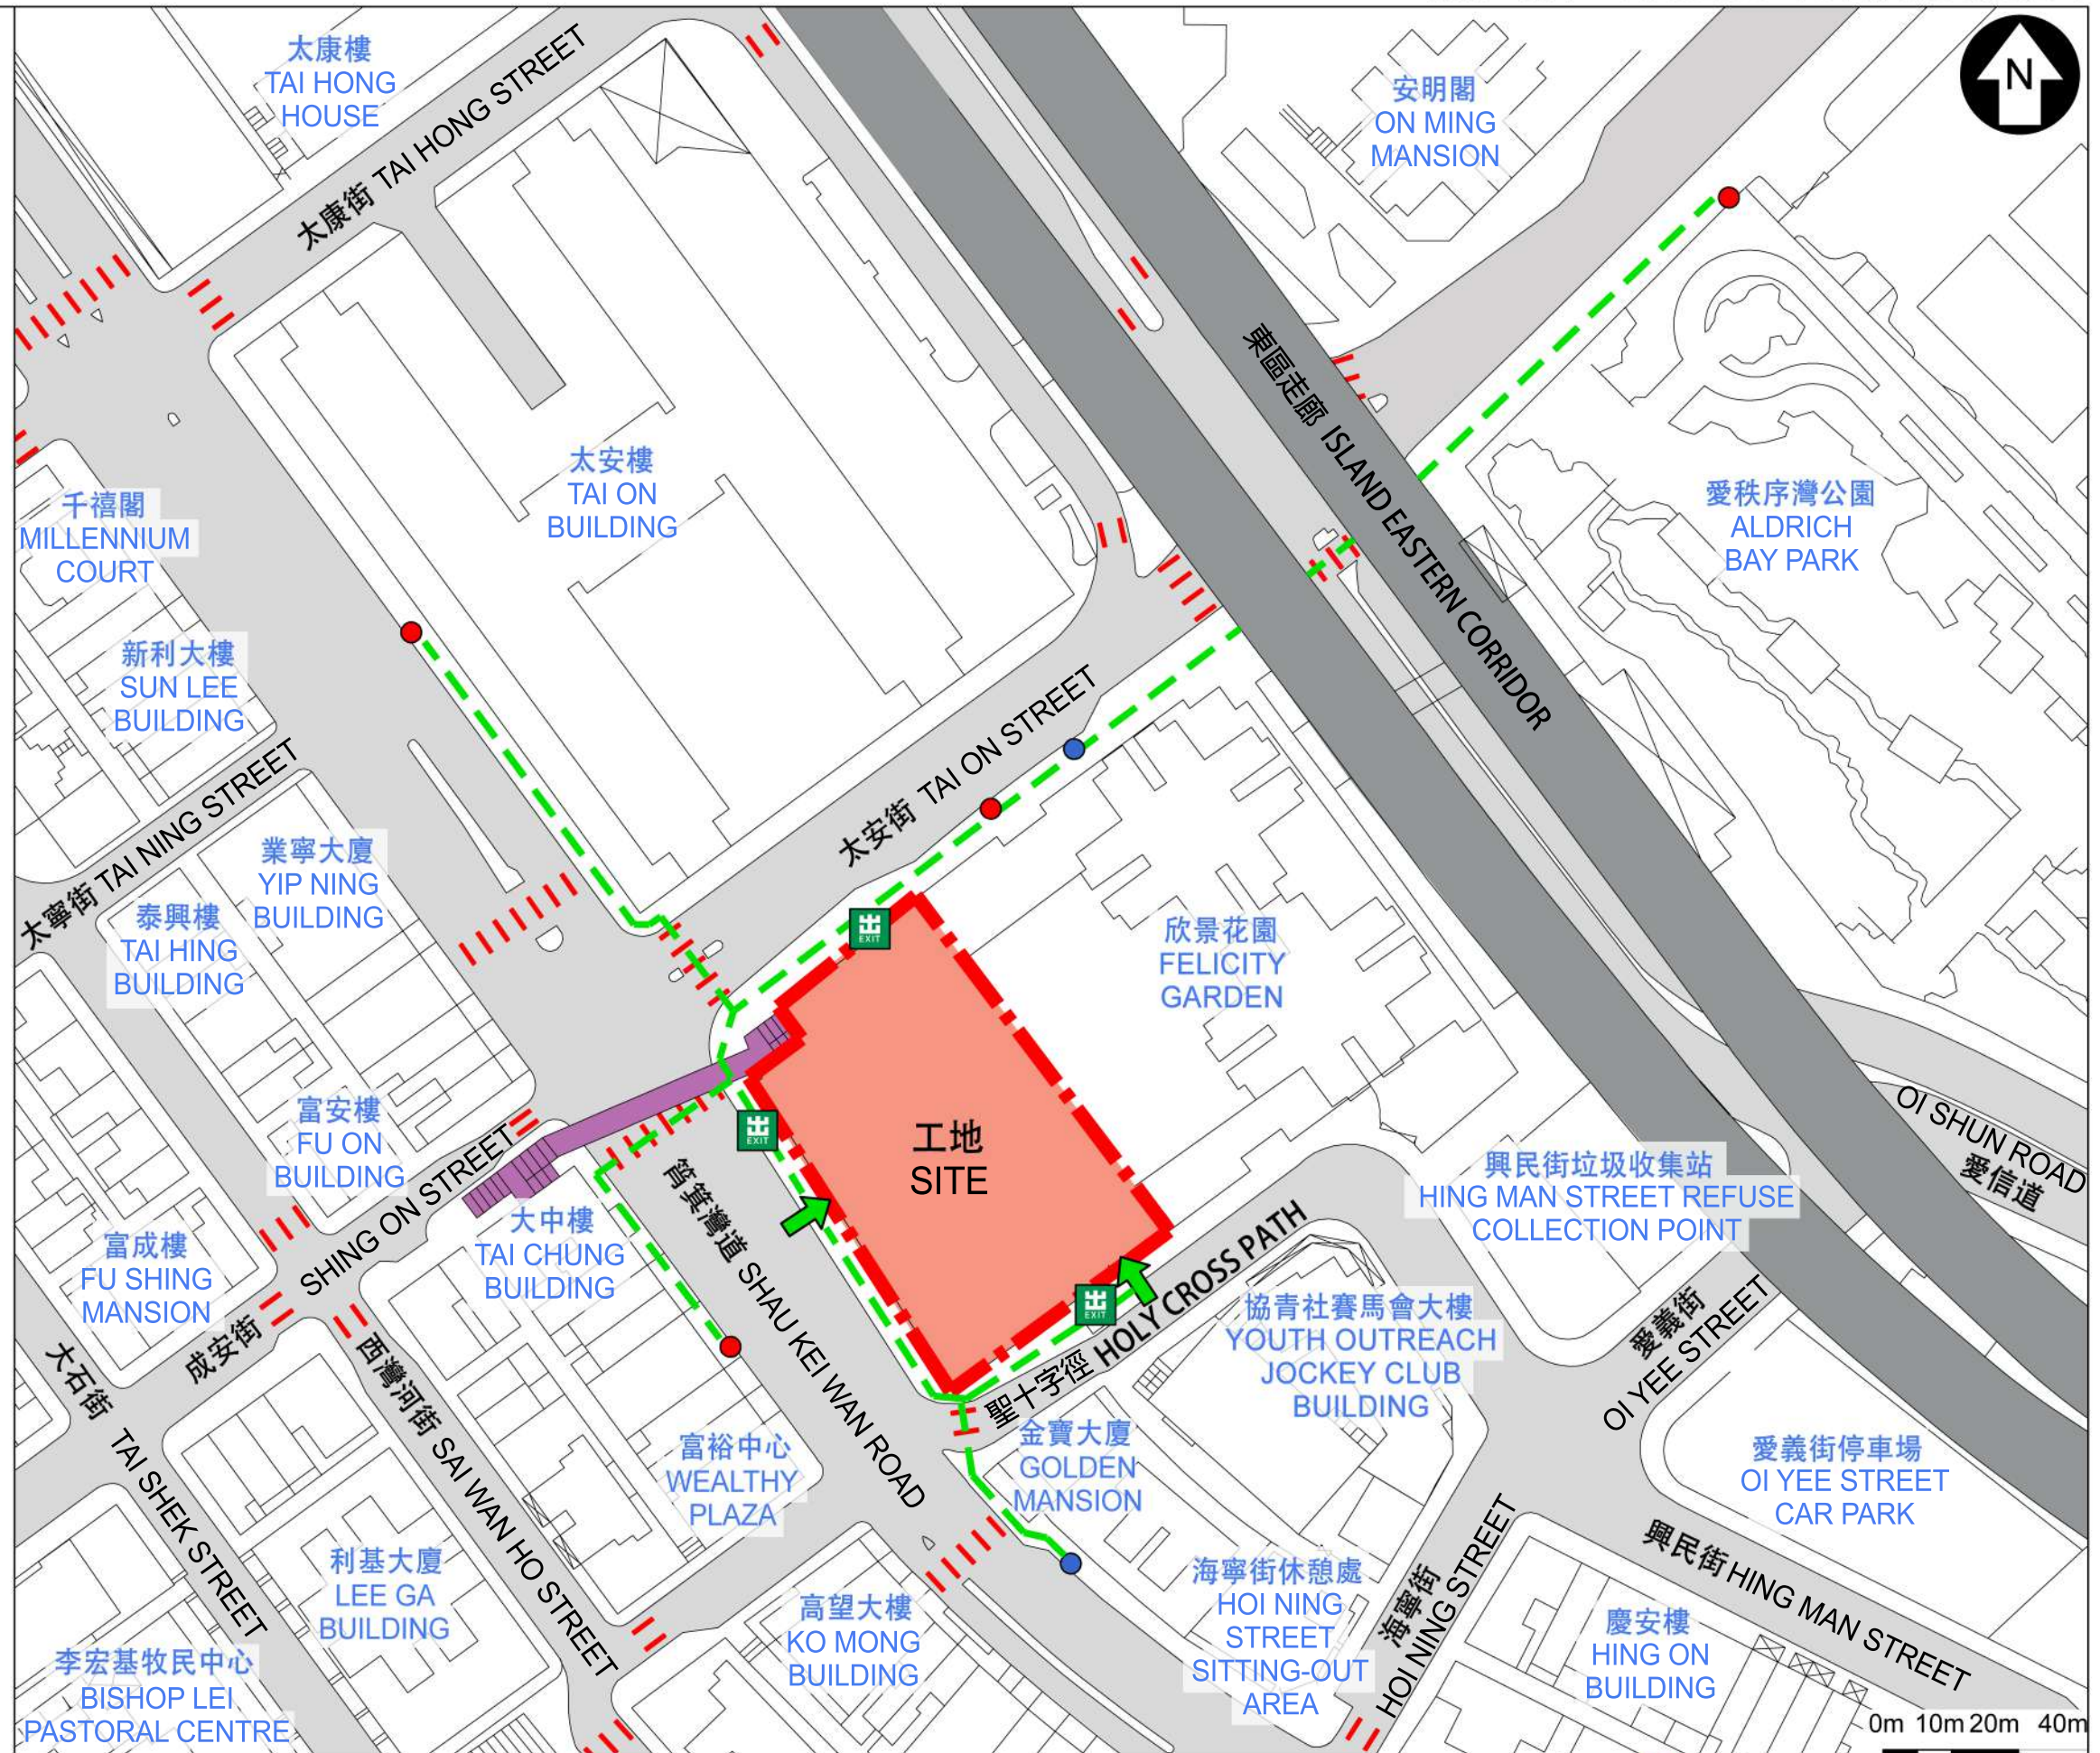 太康樓
TAI HONG
HOUSE
太康街 TAI HONG STREET
安明閣
ON MING
MANSION
N
東區走廊 ISLAND EASTERN CORRIDOR
太安樓
TAI ON
BUILDING
千禧閣
MILLENNIUM
COURT
愛秩序灣公園
ALDRICH
BAY PARK
新利大樓
SUN LEE
BUILDING
太寧街 TAI NING STREET
太安街 TAI ON STREET
業寧大廈
YIP NING
BUILDING
泰興樓
TAI HING
BUILDING
出
EXIT
欣景花園
FELICITY
GARDEN
富安樓
FU ON
BUILDING
出
EXIT
工地
SITE
OI SHUN ROAD
愛信道
興民街垃圾收集站
HING MAN STREET REFUSE
COLLECTION POINT
富成樓
FU SHING
MANSION
成安街 SHING ON STREET
大中樓
TAI CHUNG
BUILDING
筲箕灣道 SHAU KEI WAN ROAD
出
EXIT
聖十字徑 HOLY CROSS PATH
協青社賽馬會大樓
YOUTH OUTREACH
JOCKEY CLUB
BUILDING
愛義街
OI YEE STREET
大石街 TAI SHEK STREET
西灣河街 SAI WAN HO STREET
富裕中心
WEALTHY
PLAZA
金寶大廈
GOLDEN
MANSION
愛義街停車場
OI YEE STREET
CAR PARK
利基大廈
LEE GA
BUILDING
高望大樓
KO MONG
BUILDING
海寧街休憩處
HOI NING
STREET
SITTING-OUT
AREA
海寧街
HOI NING STREET
興民街 HING MAN STREET
慶安樓
HING ON
BUILDING
李宏基牧民中心
BISHOP LEI
PASTORAL CENTRE
0m 10m 20m 40m